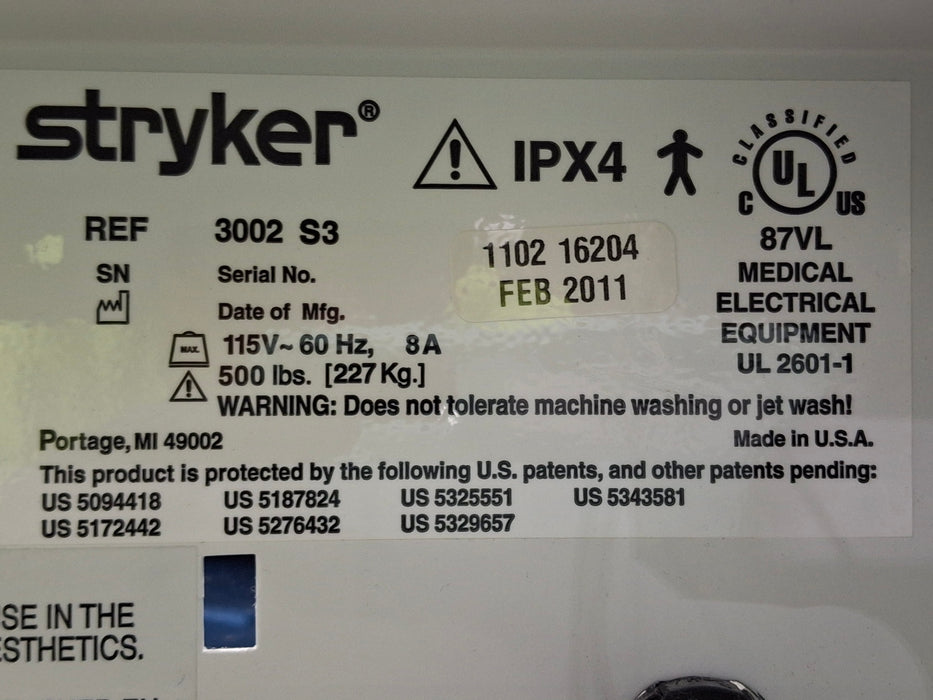 stryker®
IPX4
CLASSIFIED
UL
C US
REF 3002 S3
87VL
SN Serial No.
1102 16204
MEDICAL
Date of Mfg.
FEB 2011
ELECTRICAL
MAX. 115V~ 60 Hz, 8A
EQUIPMENT
500 lbs. [227 Kg.]
UL 2601-1
WARNING: Does not tolerate machine washing or jet wash!
Portage, MI 49002
Made in U.S.A.
This product is protected by the following U.S. patents, and other patents pending:
US 5094418 US 5187824 US 5325551 US 5343581
US 5172442 US 5276432 US 5329657
SE IN THE
ESTHETICS.